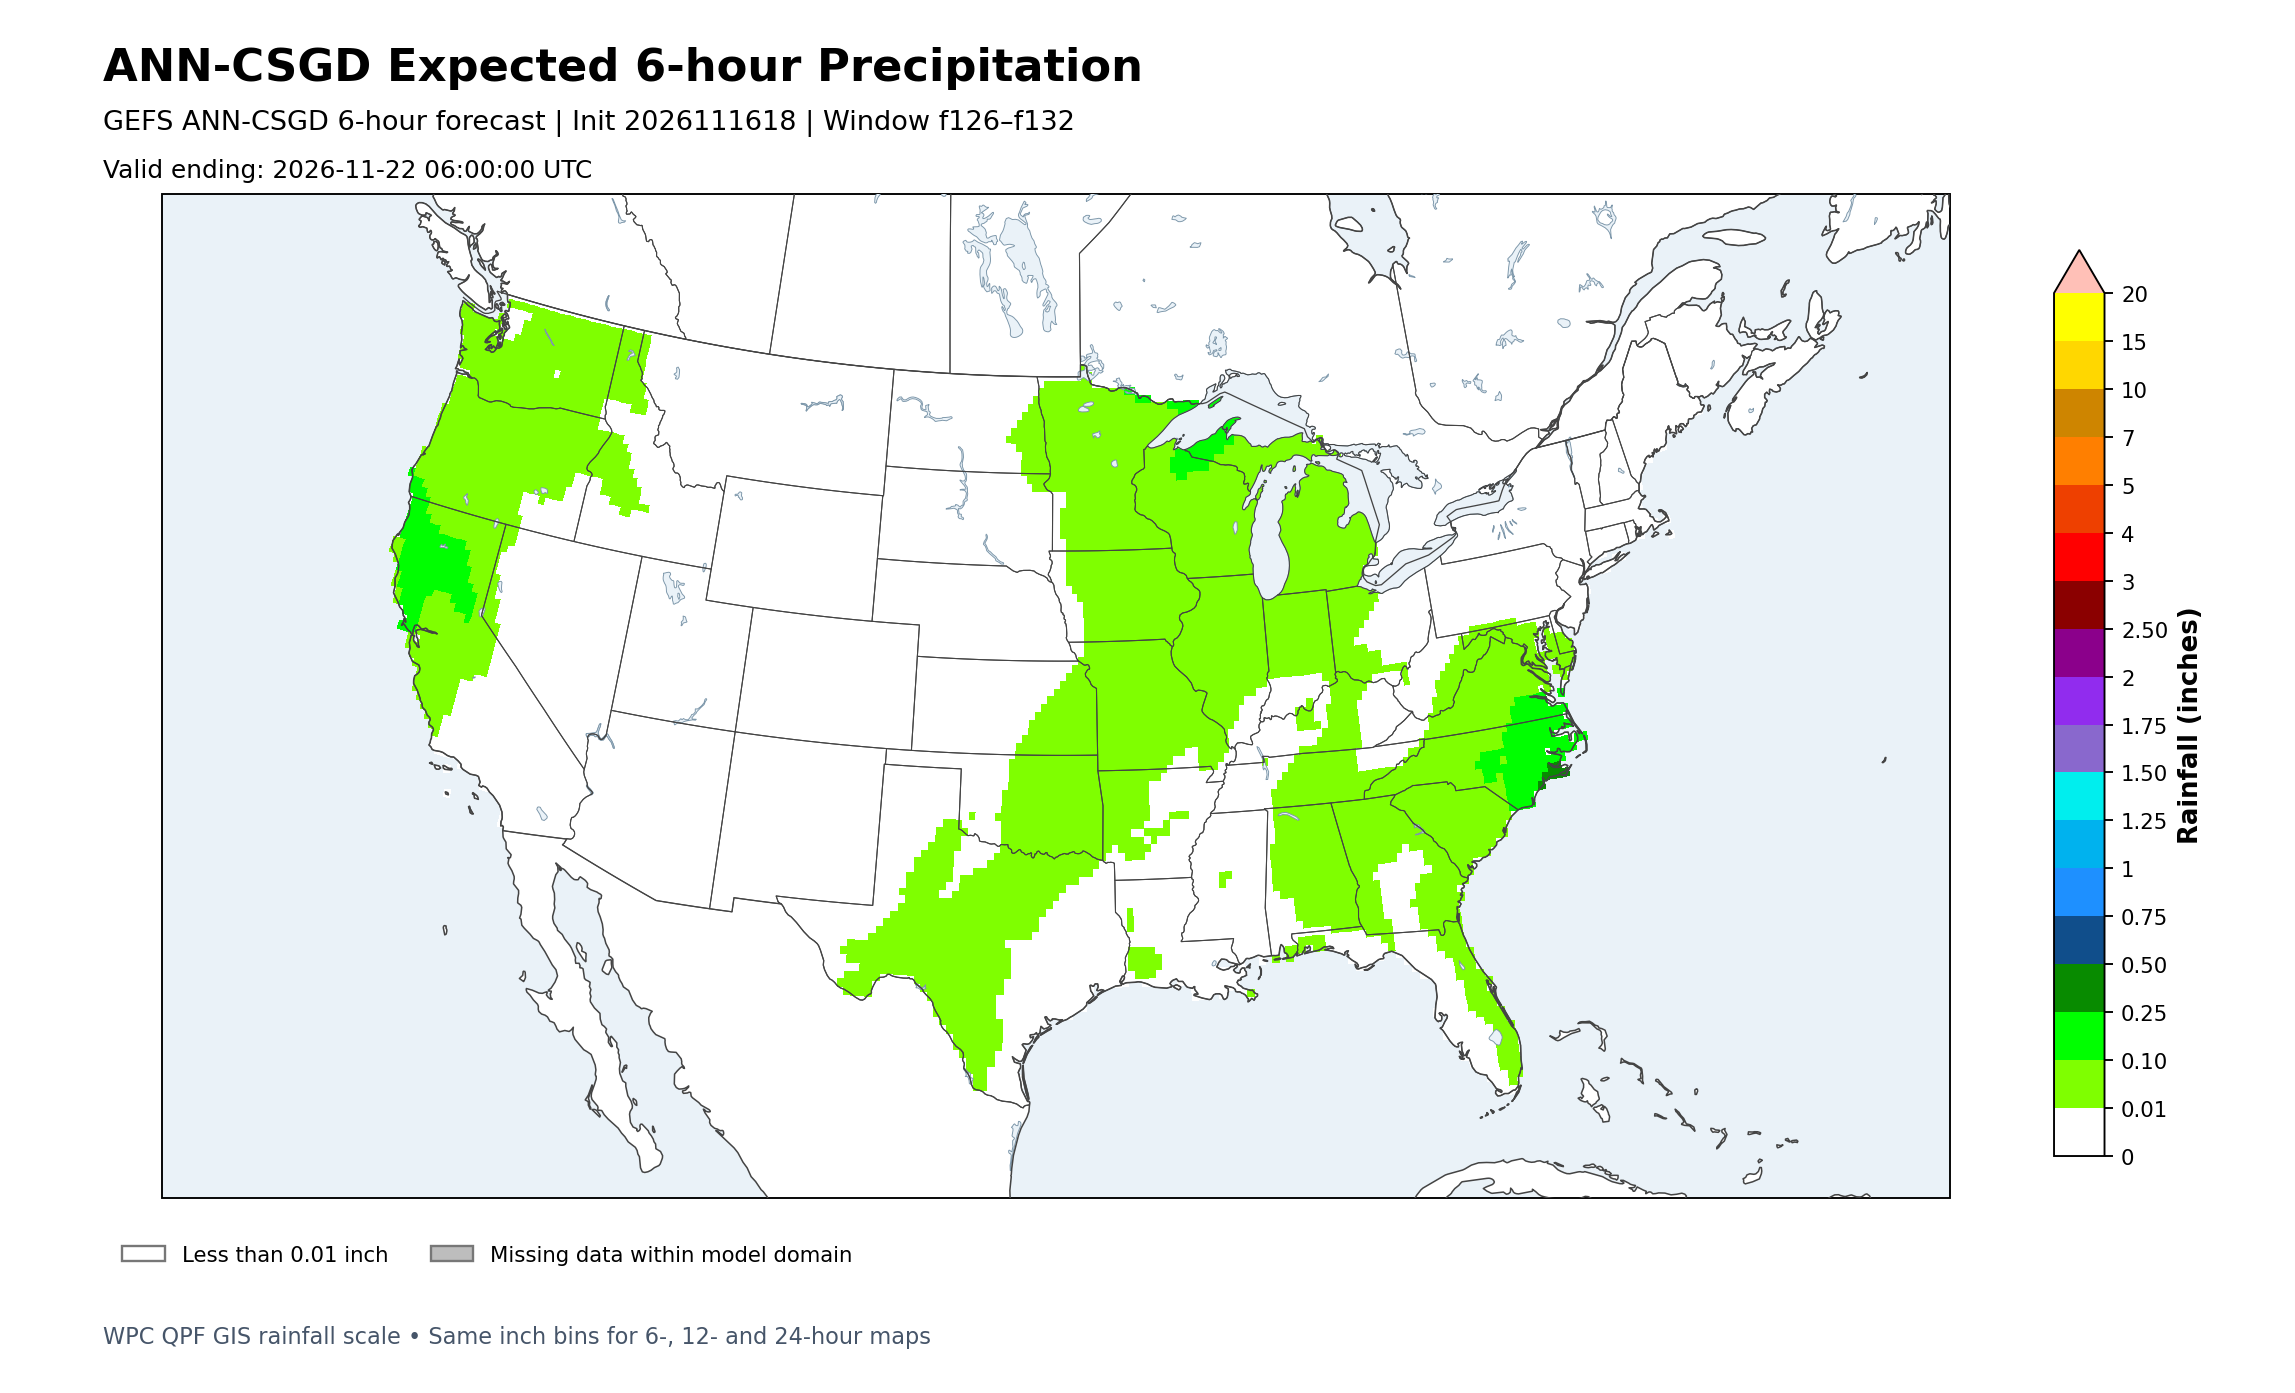 ANN-CSGD Expected 6-hour Precipitation
GEFS ANN-CSGD 6-hour forecast | Init 2026111618 | Window f126–f132
Valid ending: 2026-11-22 06:00:00 UTC
20
15
10
7
5
4
3
2.50
2
1.75
1.50
1.25
1
0.75
0.50
0.25
0.10
0.01
0
Rainfall (inches)
Less than 0.01 inch
Missing data within model domain
WPC QPF GIS rainfall scale • Same inch bins for 6-, 12- and 24-hour maps